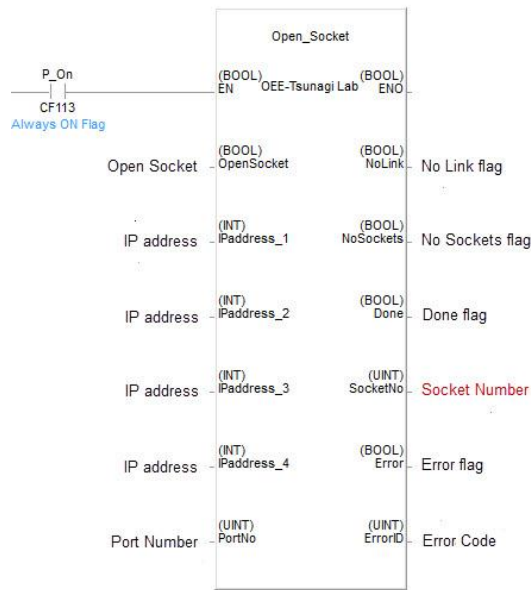 Open_Socket
P_On
(BOOL) (BOOL)
EN OEE-Tsunagi Lab ENO
CF113
Always ON Flag
(BOOL) (BOOL)
Open Socket OpenSocket NoLink No Link flag
(INT) (BOOL)
IP address IPaddress_1 NoSockets No Sockets flag
(INT) (BOOL)
IP address IPaddress_2 Done Done flag
(INT) (UINT)
IP address IPaddress_3 SocketNo Socket Number
(INT) (BOOL)
IP address IPaddress_4 Error Error flag
(UINT) (UINT)
Port Number PortNo ErrorID Error Code